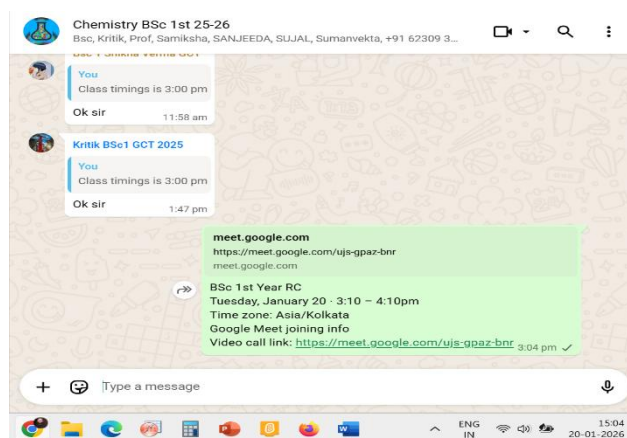 Chemistry BSc 1st 25-26
Bsc, Kritik, Prof, Samiksha, SANJEEDA, SUJAL, Sumanvekta, +91 62309 3...
Bsc 1 Shikha Verma GCT
You
Class timings is 3:00 pm
Ok sir
11:58 am
Kritik BSc1 GCT 2025
You
Class timings is 3:00 pm
Ok sir
1:47 pm
meet.google.com
https://meet.google.com/ujs-gpaz-bnr
meet.google.com
BSc 1st Year RC
Tuesday, January 20 · 3:10 – 4:10pm
Time zone: Asia/Kolkata
Google Meet joining info
Video call link: https://meet.google.com/ujs-gpaz-bnr 3:04 pm
Type a message
ENG
IN
15:04
20-01-2026